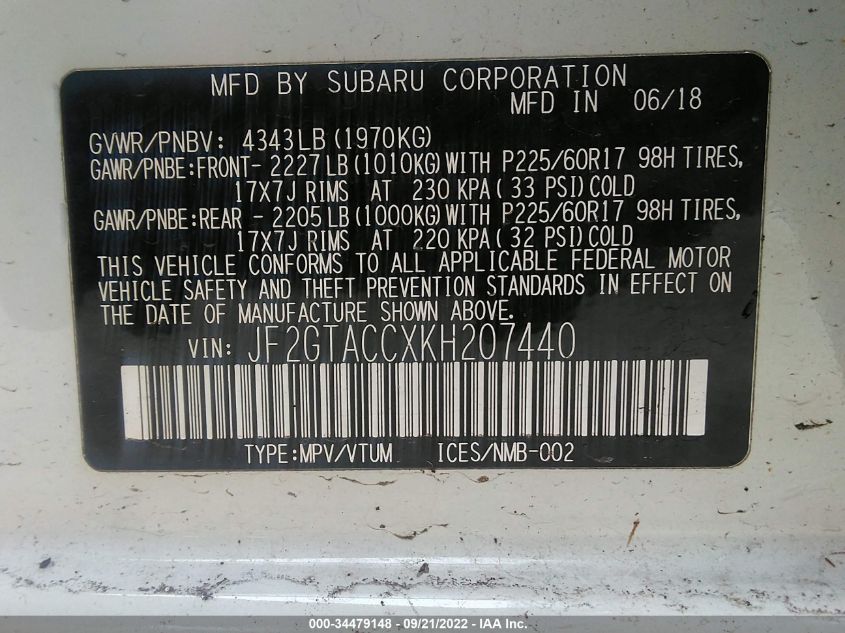 MFD BY SUBARU CORPORATION
MFD IN 06/18
GVWR/PNBV: 4343LB (1970KG)
GAWR/PNBE:FRONT- 2227LB (1010KG) WITH P225/60R17 98H TIRES,
17X7J RIMS AT 230 KPA ( 33 PSI) COLD
GAWR/PNBE:REAR - 2205LB (1000KG) WITH P225/60R17 98H TIRES,
17X7J RIMS AT 220 KPA ( 32 PSI) COLD
THIS VEHICLE CONFORMS TO ALL APPLICABLE FEDERAL MOTOR
VEHICLE SAFETY AND THEFT PREVENTION STANDARDS IN EFFECT ON
THE DATE OF MANUFACTURE SHOWN ABOVE.
VIN: JF2GTACCXKH207440
TYPE:MPV/VTUM ICES/NMB-002
000-34479148 - 09/21/2022 - IAA Inc.